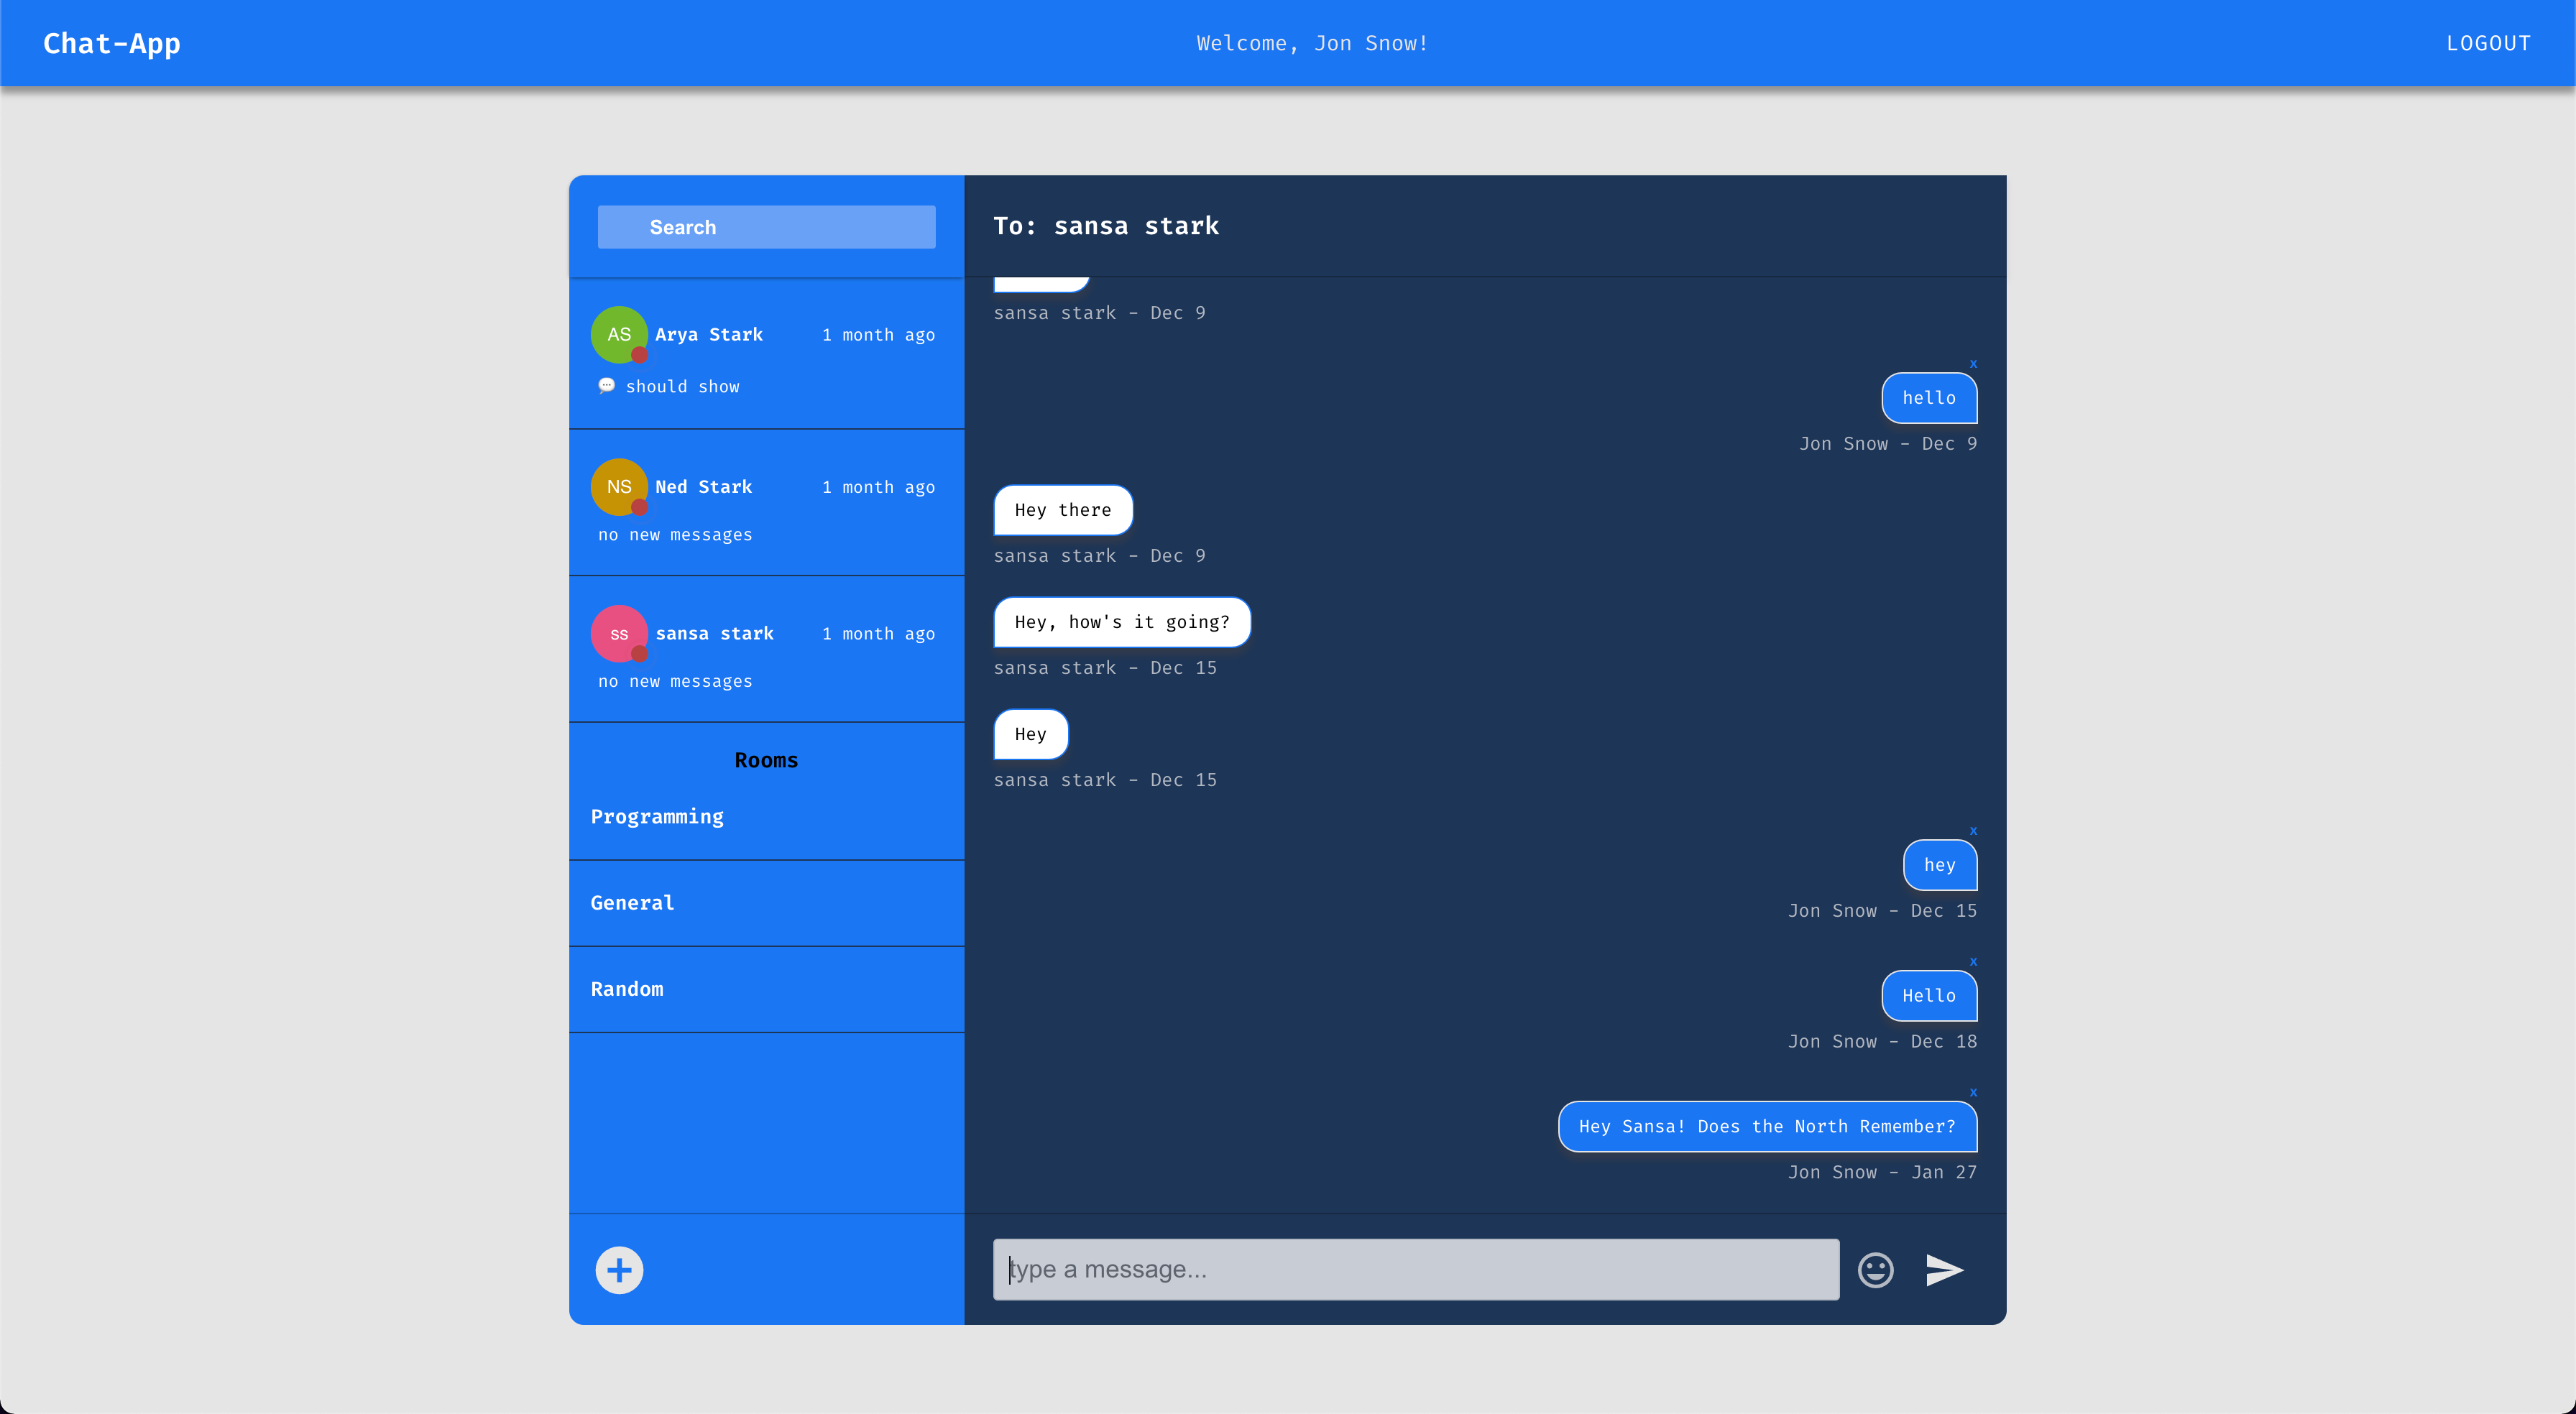 Chat-App
Welcome, Jon Snow!
LOGOUT
Search
AS
Arya Stark
1 month ago
💬 should show
NS
Ned Stark
1 month ago
no new messages
ss
sansa stark
1 month ago
no new messages
Rooms
Programming
General
Random
To: sansa stark
sansa stark - Dec 9
x
hello
Jon Snow - Dec 9
Hey there
sansa stark - Dec 9
Hey, how's it going?
sansa stark - Dec 15
Hey
sansa stark - Dec 15
x
hey
Jon Snow - Dec 15
x
Hello
Jon Snow - Dec 18
x
Hey Sansa! Does the North Remember?
Jon Snow - Jan 27
type a message...